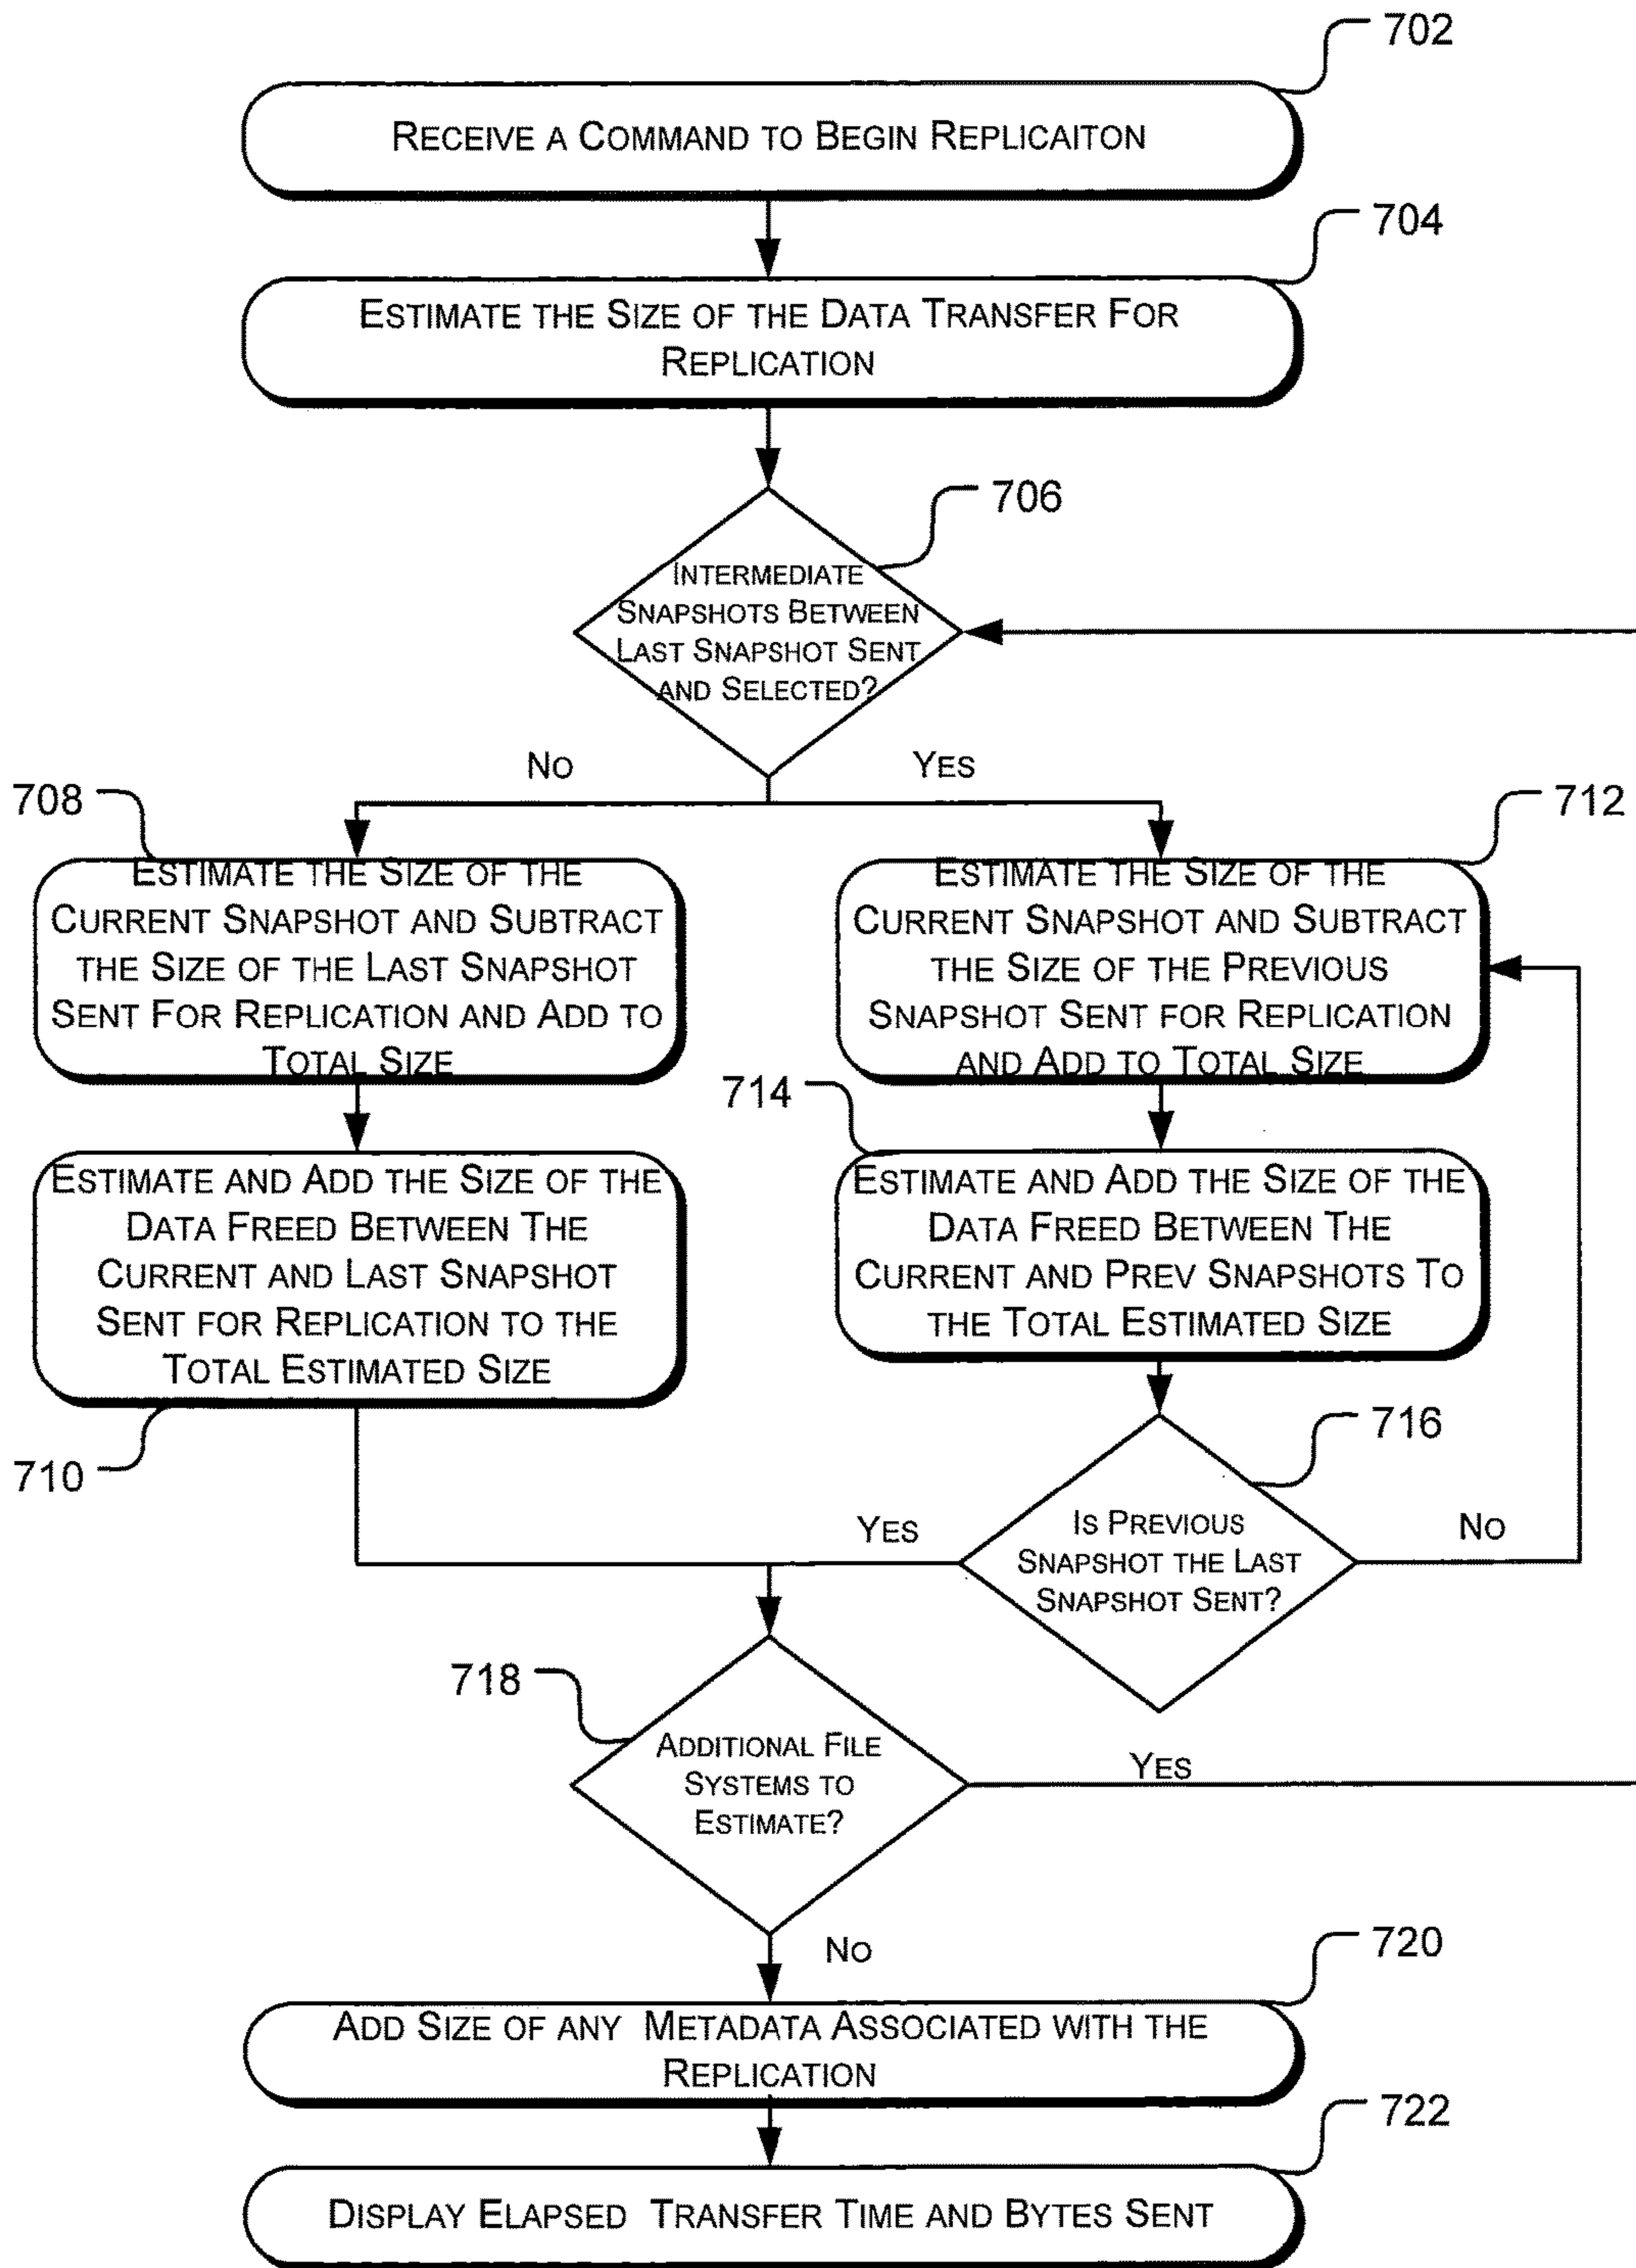 702
RECEIVE A COMMAND TO BEGIN REPLICAITON
704
ESTIMATE THE SIZE OF THE DATA TRANSFER FOR
REPLICATION
706
INTERMEDIATE
SNAPSHOTS BETWEEN
LAST SNAPSHOT SENT
AND SELECTED?
NO
YES
708
ESTIMATE THE SIZE OF THE
CURRENT SNAPSHOT AND SUBTRACT
THE SIZE OF THE LAST SNAPSHOT
SENT FOR REPLICATION AND ADD TO
TOTAL SIZE
712
ESTIMATE THE SIZE OF THE
CURRENT SNAPSHOT AND SUBTRACT
THE SIZE OF THE PREVIOUS
SNAPSHOT SENT FOR REPLICATION
AND ADD TO TOTAL SIZE
ESTIMATE AND ADD THE SIZE OF THE
DATA FREED BETWEEN THE
CURRENT AND LAST SNAPSHOT
SENT FOR REPLICATION TO THE
TOTAL ESTIMATED SIZE
710
714
ESTIMATE AND ADD THE SIZE OF THE
DATA FREED BETWEEN THE
CURRENT AND PREV SNAPSHOTS TO
THE TOTAL ESTIMATED SIZE
716
IS PREVIOUS
SNAPSHOT THE LAST
SNAPSHOT SENT?
YES
NO
718
ADDITIONAL FILE
SYSTEMS TO
ESTIMATE?
YES
NO
720
ADD SIZE OF ANY METADATA ASSOCIATED WITH THE
REPLICATION
722
DISPLAY ELAPSED TRANSFER TIME AND BYTES SENT